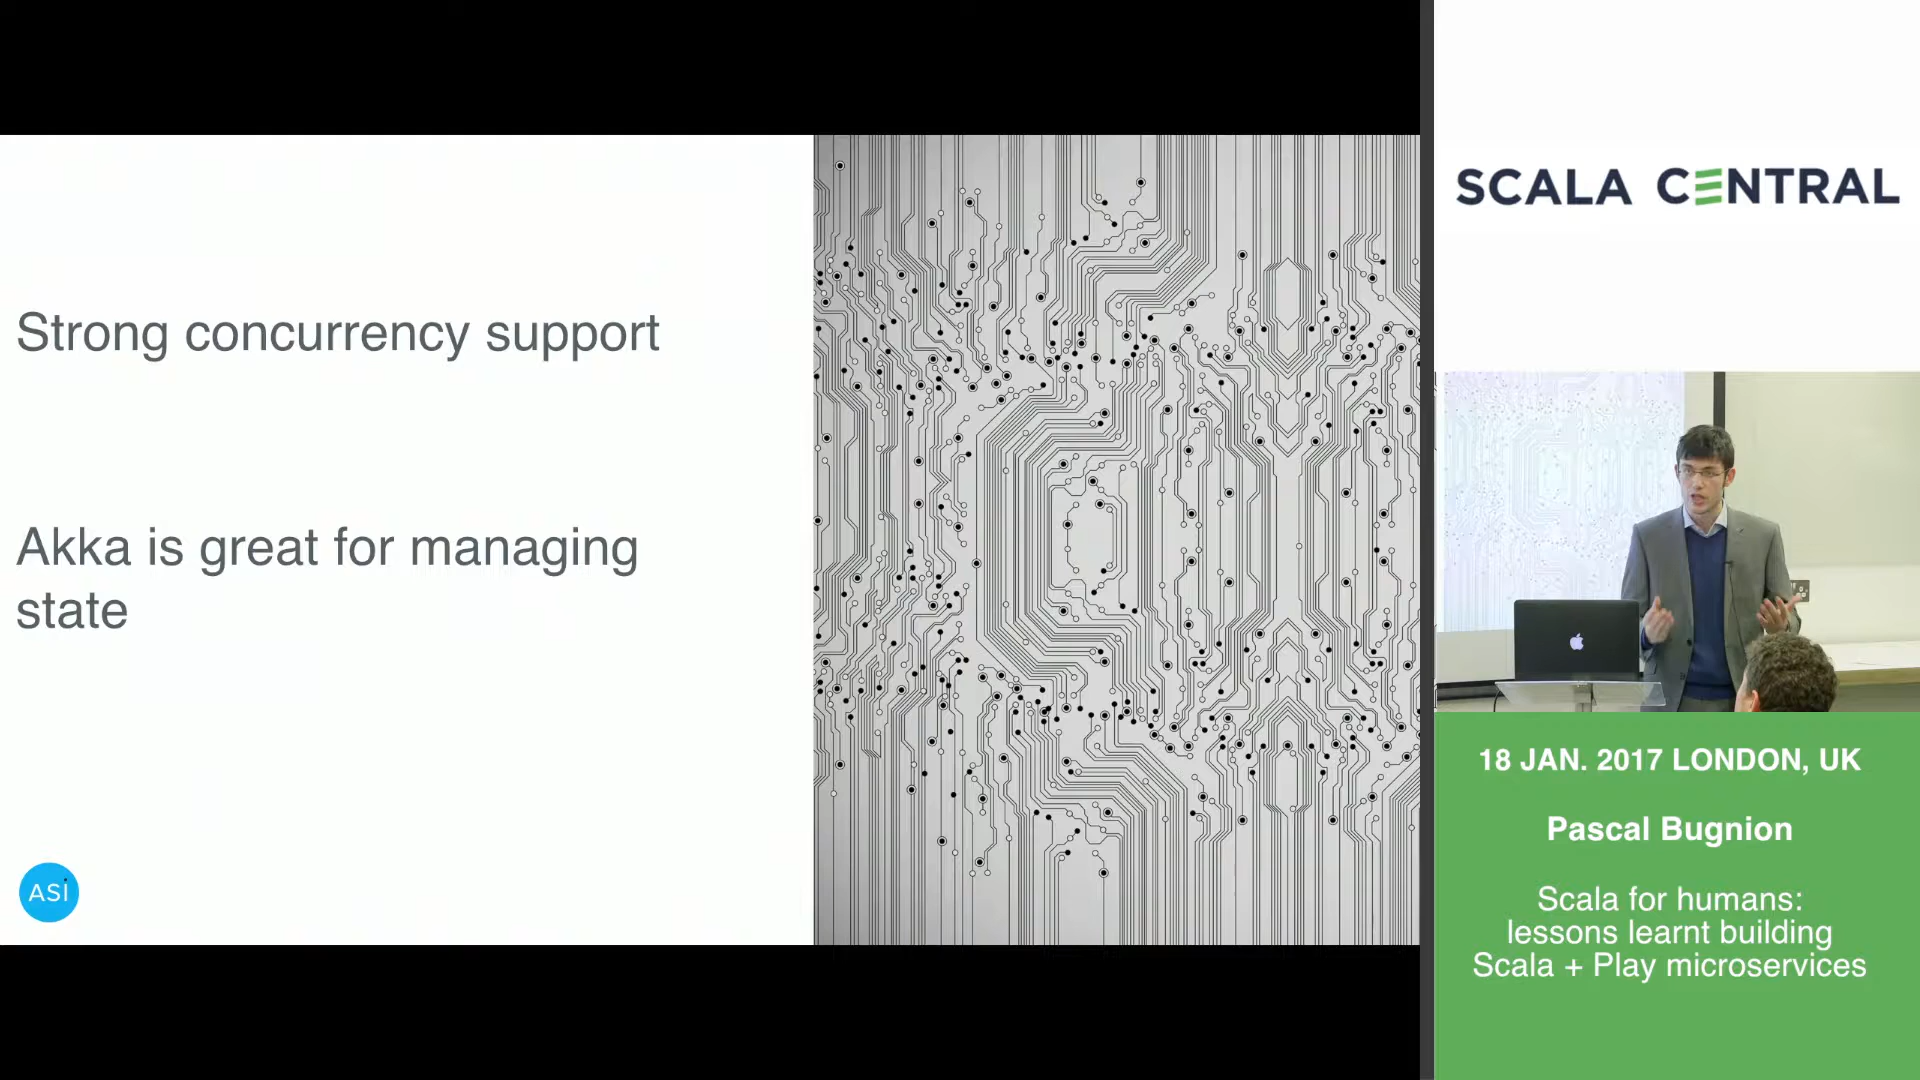 Strong concurrency support
Akka is great for managing
state
ASI
SCALA CENTRAL
18 JAN. 2017 LONDON, UK
Pascal Bugnion
Scala for humans:
lessons learnt building
Scala + Play microservices